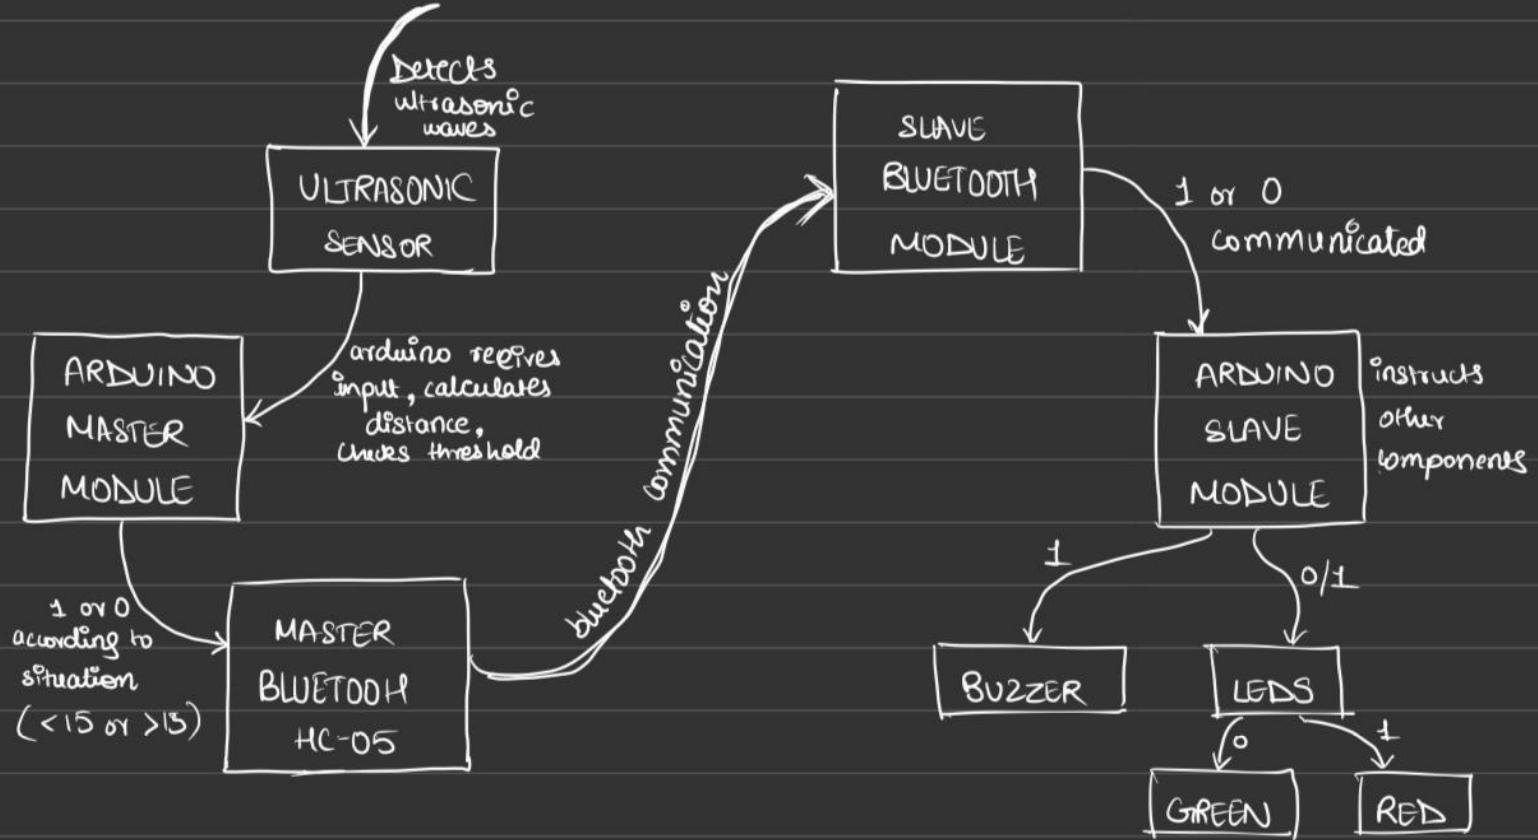 Detects
ultrasonic
waves
ULTRASONIC
SENSOR
arduino recives
input, calculates
distance,
checks threshold
ARDUINO
MASTER
MODULE
1 or 0
according to
situation
(<15 or >15)
MASTER
BLUETOOH
HC-05
bluetooth communication
SLAVE
BLUETOOTH
MODULE
1 or 0
communicated
ARDUINO
SLAVE
MODULE
instructs
other
components
1
0/1
BUZZER
LEDS
0
1
GREEN
RED